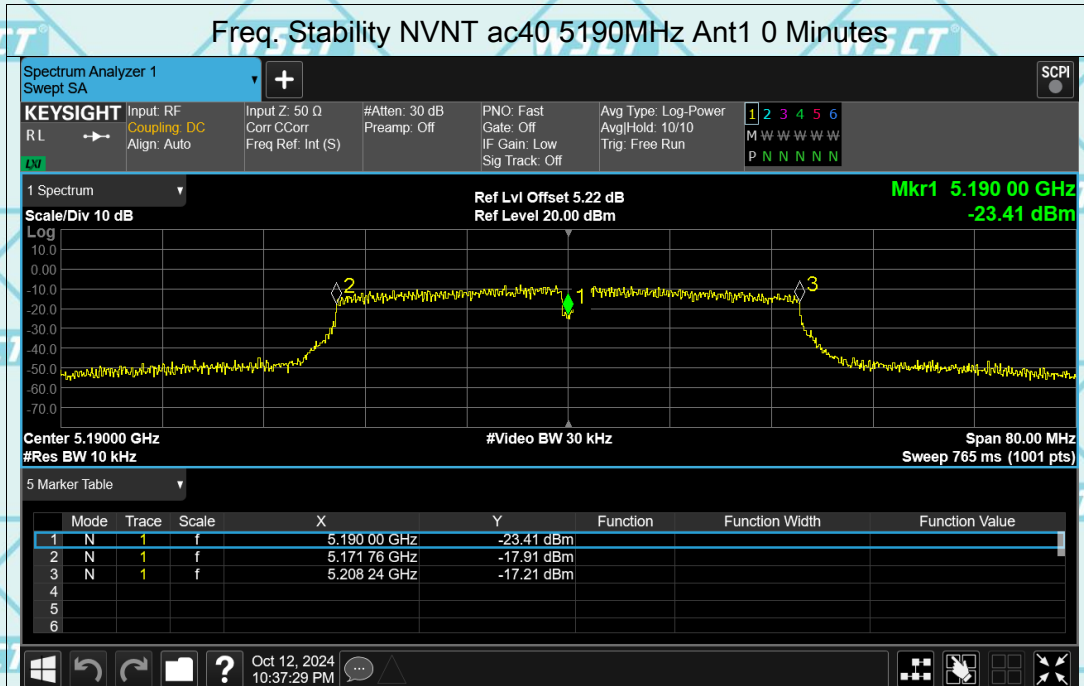 Freq. Stability NVNT ac40 5190MHz Ant1 0 Minutes
Spectrum Analyzer 1
Swept SA
+
SCPI
KEYSIGHT
RL
LXI
Input: RF
Coupling: DC
Align: Auto
Input Z: 50 Ω
Corr CCorr
Freq Ref: Int (S)
#Atten: 30 dB
Preamp: Off
PNO: Fast
Gate: Off
IF Gain: Low
Sig Track: Off
Avg Type: Log-Power
Avg|Hold: 10/10
Trig: Free Run
1 2 3 4 5 6
M W W W W W
P N N N N N
1 Spectrum
Scale/Div 10 dB
Ref Lvl Offset 5.22 dB
Ref Level 20.00 dBm
Mkr1 5.190 00 GHz
-23.41 dBm
Log
10.0
0.00
-10.0
-20.0
-30.0
-40.0
-50.0
-60.0
-70.0
2
1
3
Center 5.19000 GHz
#Video BW 30 kHz
Span 80.00 MHz
#Res BW 10 kHz
Sweep 765 ms (1001 pts)
5 Marker Table
Mode Trace Scale X Y Function Function Width Function Value
1 N 1 f 5.190 00 GHz -23.41 dBm
2 N 1 f 5.171 76 GHz -17.91 dBm
3 N 1 f 5.208 24 GHz -17.21 dBm
4
5
6
?
Oct 12, 2024
10:37:29 PM